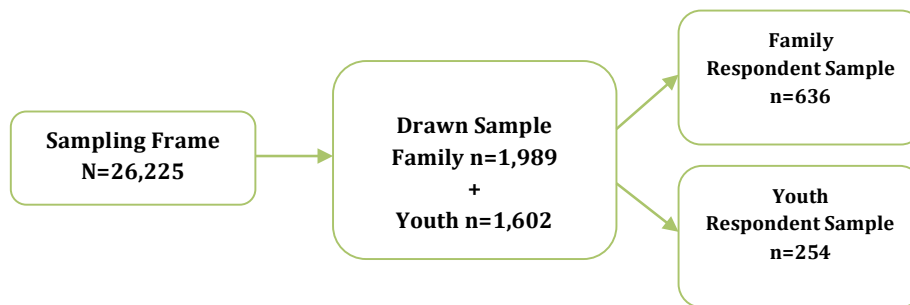 Sampling Frame
N=26,225
Drawn Sample
Family n=1,989
+
Youth n=1,602
Family
Respondent Sample
n=636
Youth
Respondent Sample
n=254